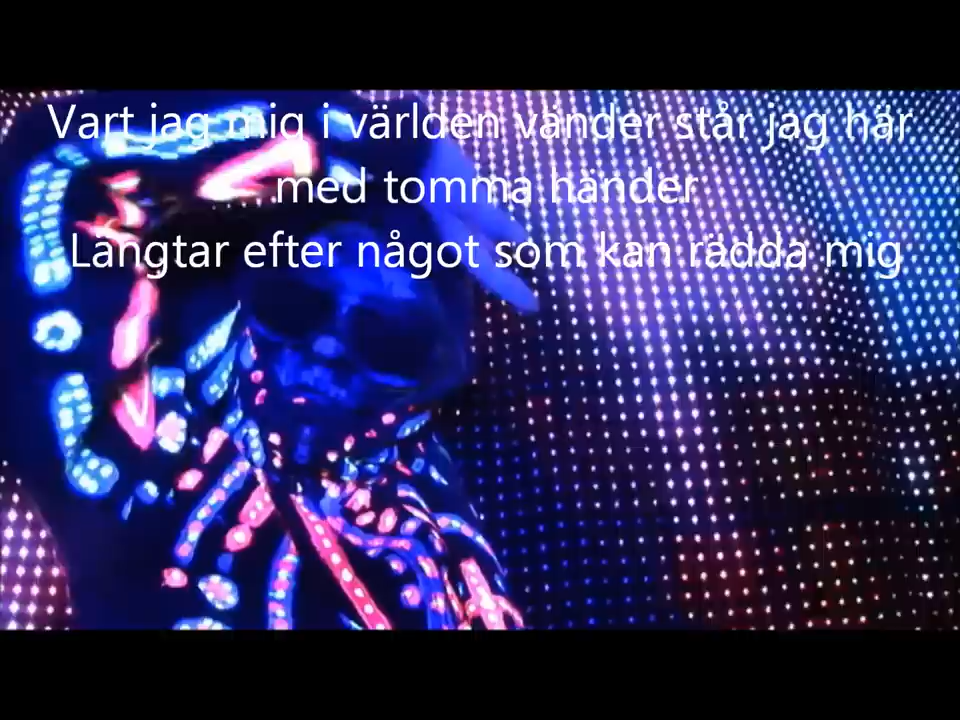 Vart jag mig i världen vänder står jag här
med tomma händer
Längtar efter något som kan rädda mig